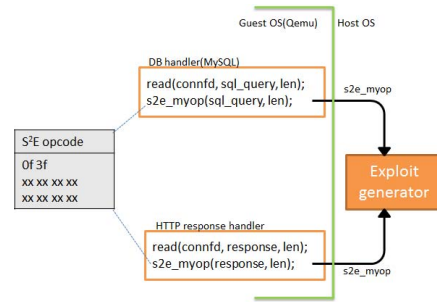 Guest OS(Qemu) Host OS
DB handler(MySQL)
read(connfd, sql_query, len);
s2e_myop(sql_query, len);
s2e_myop
S²E opcode
0f 3f
xx xx xx xx
xx xx xx xx
Exploit
generator
HTTP response handler
read(connfd, response, len);
s2e_myop(response, len);
s2e_myop